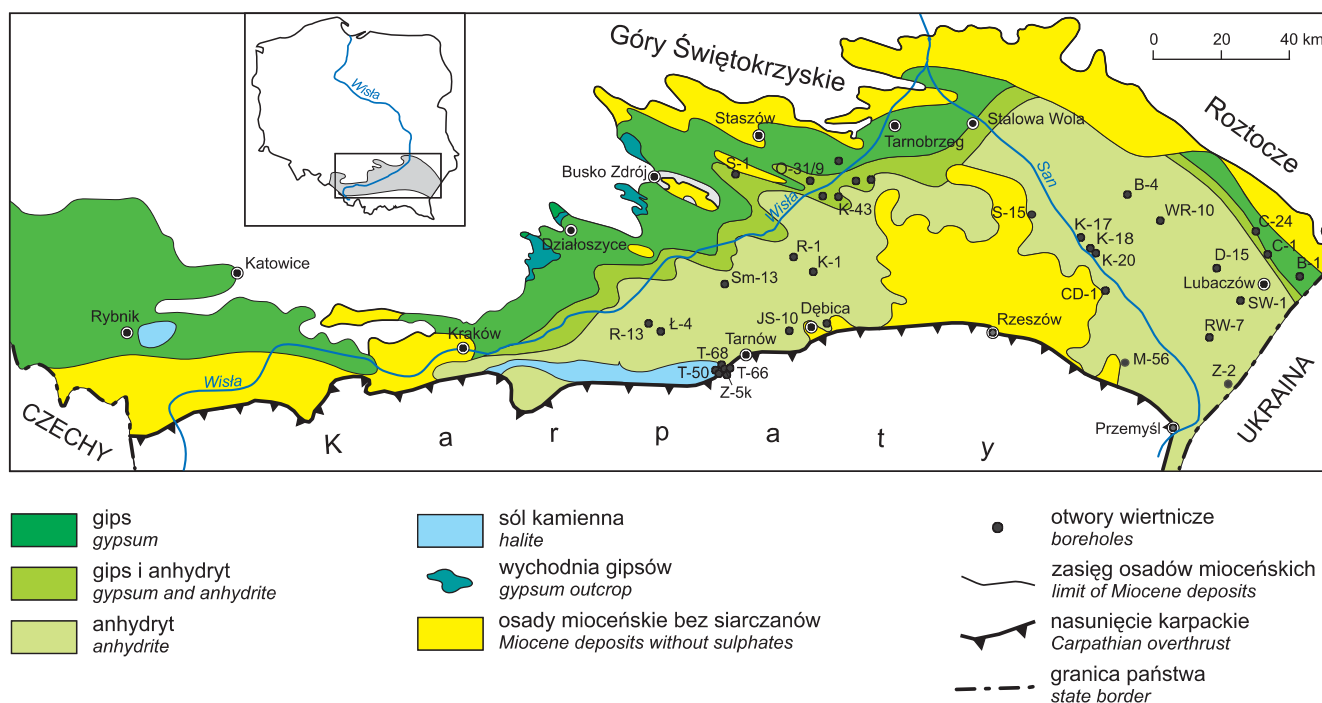 Wisła
Góry Świętokrzyskie
0 20 40 km
Roztocze
Staszów
Tarnobrzeg
Stalowa Wola
San
Busko Zdrój
S-1
O-31/9
K-43
Wisła
B-4
WR-10
S-15
K-17
K-18
K-20
C-24
C-1
B-1
D-15
Lubaczów
SW-1
Działoszyce
Katowice
R-1
K-1
Sm-13
CD-1
Rybnik
Kraków
R-13
Ł-4
JS-10
Dębica
Rzeszów
RW-7
Tarnów
T-68
T-50
T-66
Z-5k
M-56
Z-2
Wisła
CZECHY
Karpaty
Przemyśl
UKRAINA
gips
gypsum
gips i anhydryt
gypsum and anhydrite
anhydryt
anhydrite
sól kamienna
halite
wychodnia gipsów
gypsum outcrop
osady mioceńskie bez siarczanów
Miocene deposits without sulphates
otwory wiertnicze
boreholes
zasięg osadów mioceńskich
limit of Miocene deposits
nasunięcie karpackie
Carpathian overthrust
granica państwa
state border